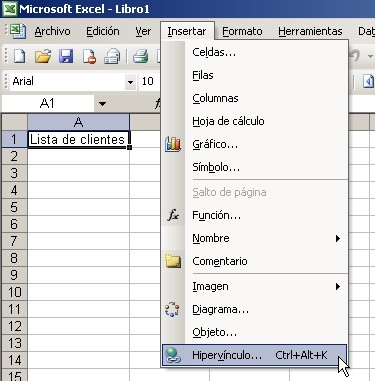 Microsoft Excel - Libro1
Archivo Edición Ver Insertar Formato Herramientas Dat
Arial 10
A1
A
1 Lista de clientes
2
3
4
5
6
7
8
9
10
11
12
13
14
15
Celdas...
Filas
Columnas
Hoja de cálculo
Gráfico...
Símbolo...
Salto de página
fx Función...
Nombre
Comentario
Imagen
Diagrama...
Objeto...
Hipervínculo... Ctrl+Alt+K